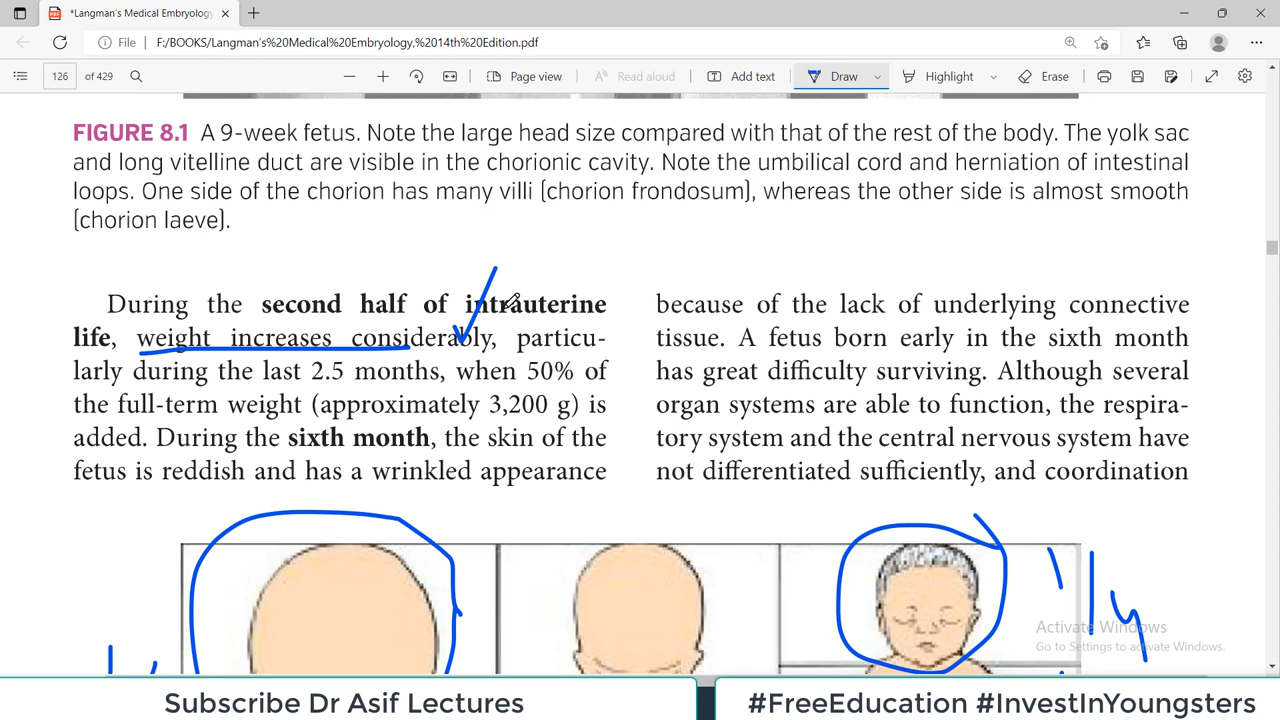 *Langman's Medical Embryology
File
F:/BOOKS/Langman's%20Medical%20Embryology,%2014th%20Edition.pdf
126 of 429
Page view
Read aloud
Add text
Draw
Highlight
Erase
FIGURE 8.1 A 9-week fetus. Note the large head size compared with that of the rest of the body. The yolk sac
and long vitelline duct are visible in the chorionic cavity. Note the umbilical cord and herniation of intestinal
loops. One side of the chorion has many villi (chorion frondosum), whereas the other side is almost smooth
(chorion laeve).
During the second half of intrauterine
life, weight increases considerably, particu-
larly during the last 2.5 months, when 50% of
the full-term weight (approximately 3,200 g) is
added. During the sixth month, the skin of the
fetus is reddish and has a wrinkled appearance
because of the lack of underlying connective
tissue. A fetus born early in the sixth month
has great difficulty surviving. Although several
organ systems are able to function, the respira-
tory system and the central nervous system have
not differentiated sufficiently, and coordination
Activate Windows
Go to Settings to activate Windows.
Subscribe Dr Asif Lectures
#FreeEducation #InvestInYoungsters